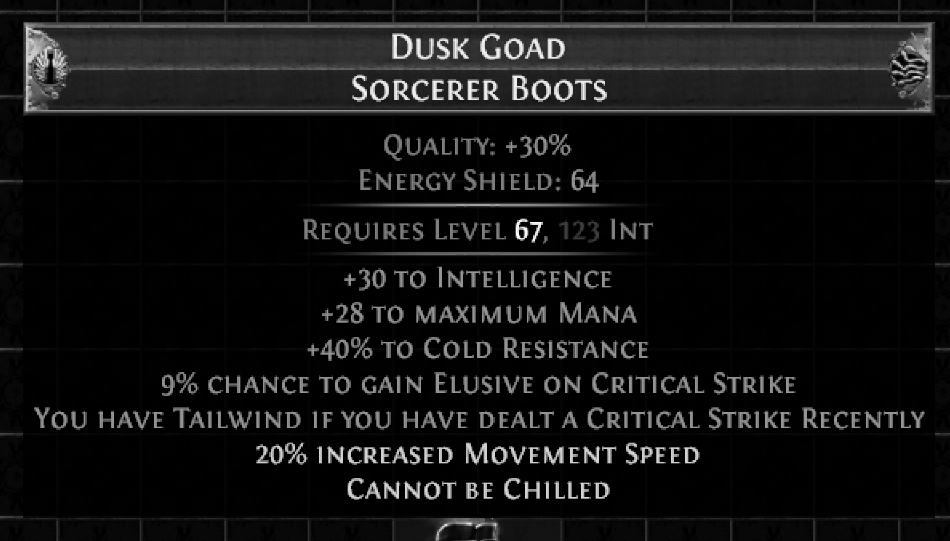 Dusk Goad
Sorcerer Boots
Quality: +30%
Energy Shield: 64
Requires Level 67, 123 Int
+30 to Intelligence
+28 to maximum Mana
+40% to Cold Resistance
9% chance to gain Elusive on Critical Strike
You have Tailwind if you have dealt a Critical Strike Recently
20% increased Movement Speed
Cannot be Chilled